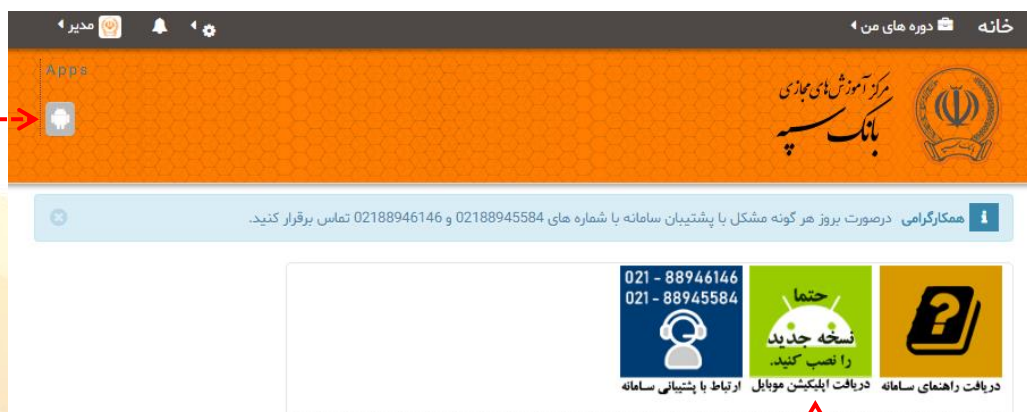 خانه دوره های من مدیر
Apps
مرکز آموزش های مجازی
بانک سپه
همکارگرامی درصورت بروز هر گونه مشکل با پشتیبان سامانه با شماره های 02188945584 و 02188946146 تماس برقرار کنید.
حتما
نسخه جدید
را نصب کنید.
021 - 88946146
021 - 88945584
دریافت راهنمای سامانه دریافت اپلیکیشن موبایل ارتباط با پشتیبانی سامانه